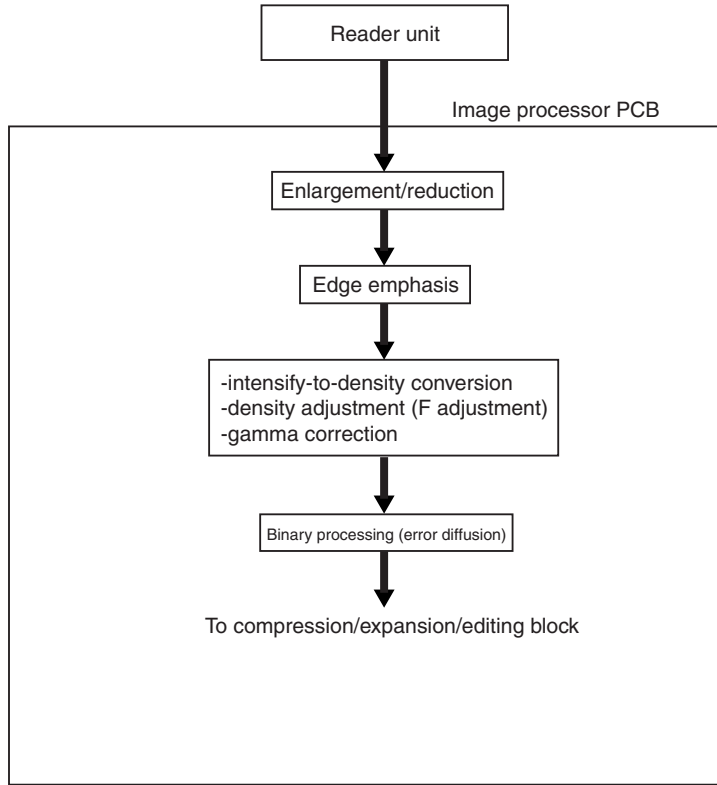 Reader unit
Image processor PCB
Enlargement/reduction
Edge emphasis
-intensify-to-density conversion
-density adjustment (F adjustment)
-gamma correction
Binary processing (error diffusion)
To compression/expansion/editing block